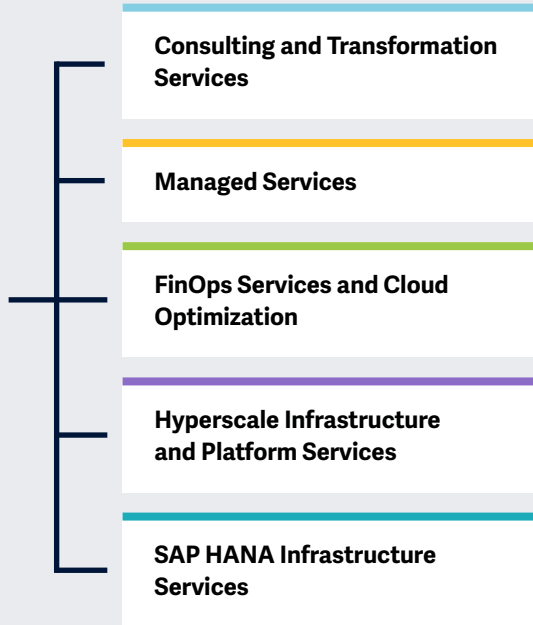 Consulting and Transformation
Services
Managed Services
FinOps Services and Cloud
Optimization
Hyperscale Infrastructure
and Platform Services
SAP HANA Infrastructure
Services